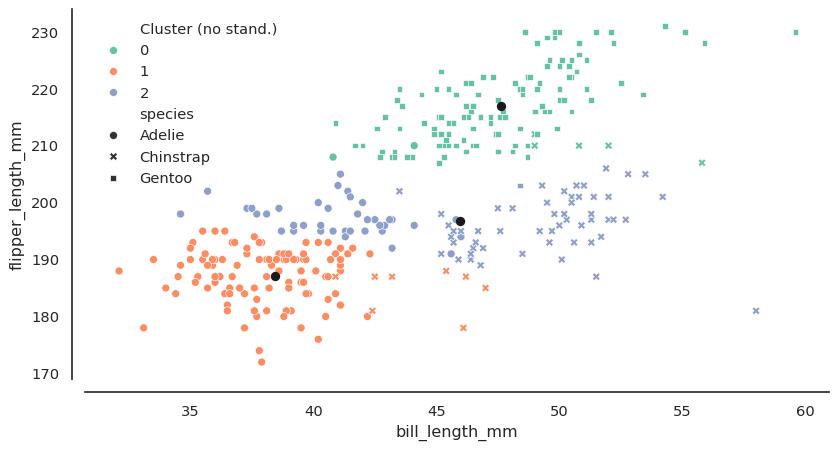 Cluster (no stand.)
0
1
2
species
Adelie
Chinstrap
Gentoo
flipper_length_mm
230
220
210
200
190
180
170
35
40
45
50
55
60
bill_length_mm